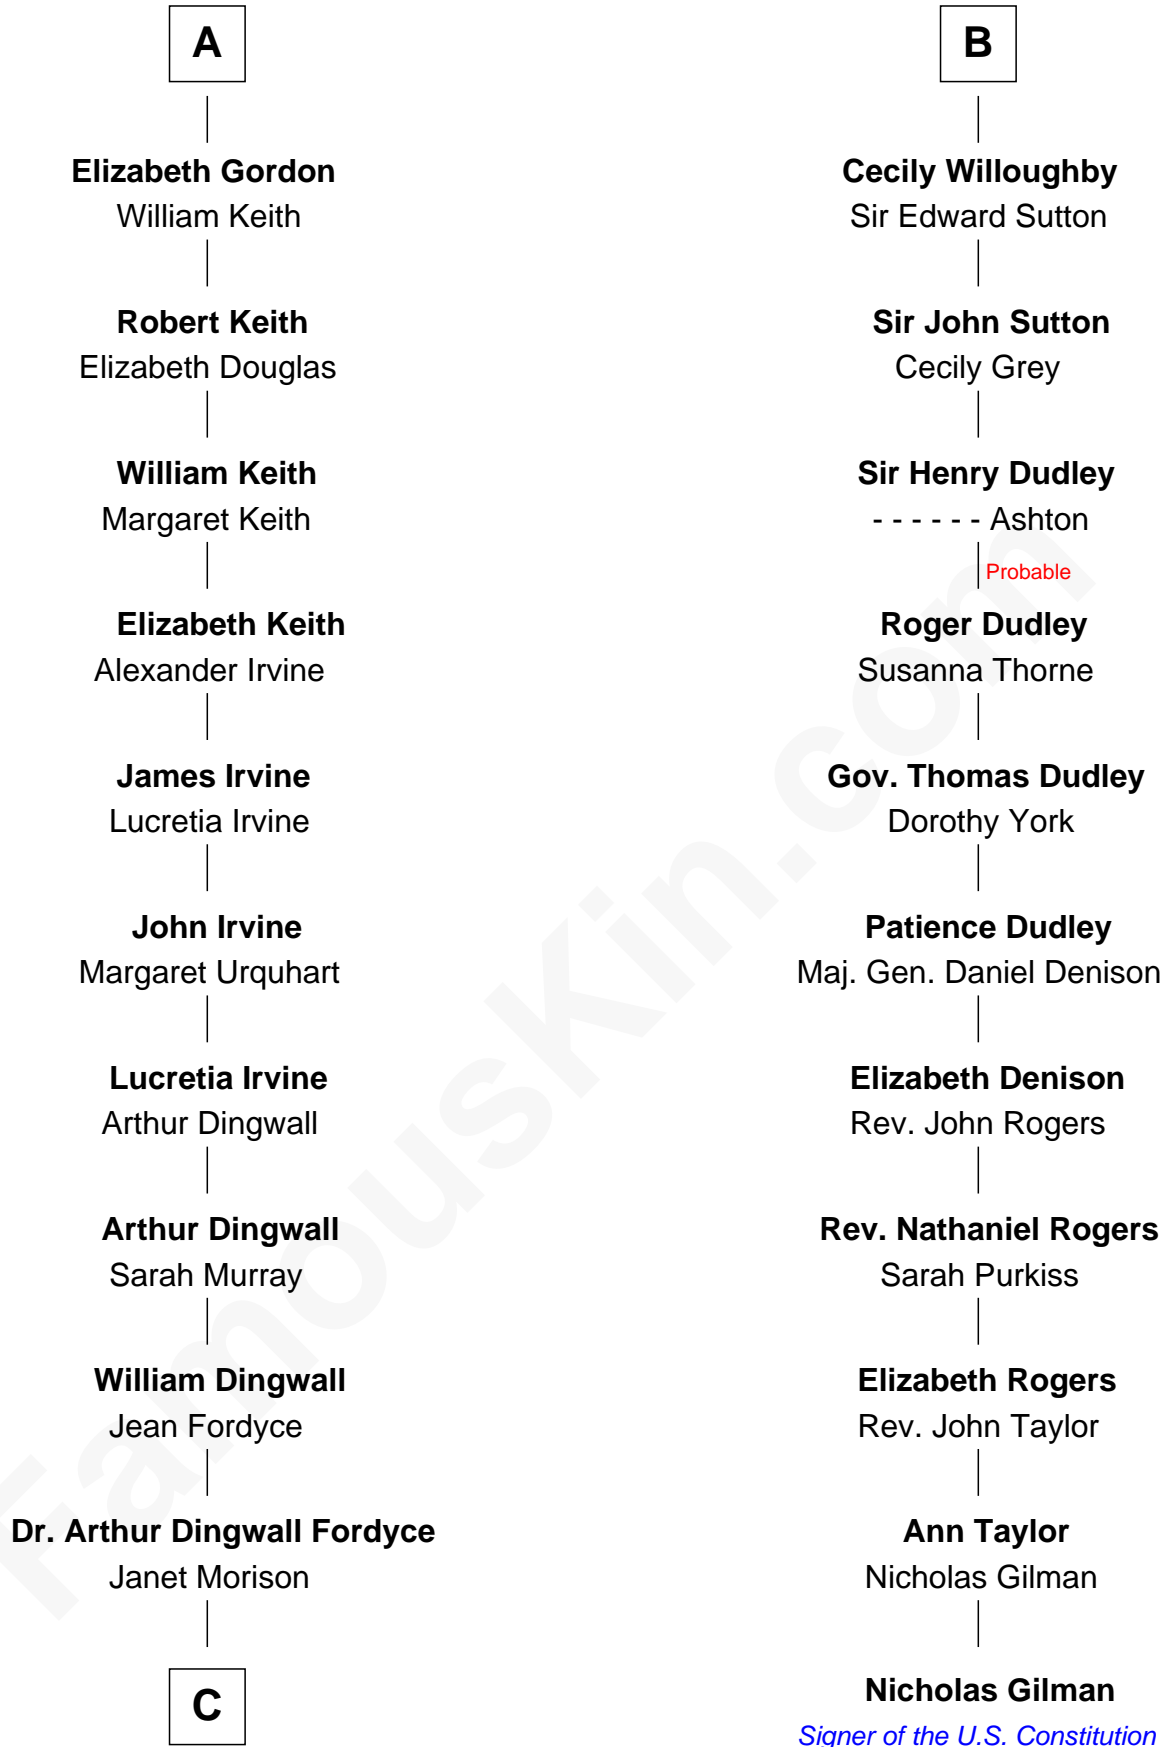 A
Elizabeth Gordon
William Keith
Robert Keith
Elizabeth Douglas
William Keith
Margaret Keith
Elizabeth Keith
Alexander Irvine
James Irvine
Lucretia Irvine
John Irvine
Margaret Urquhart
Lucretia Irvine
Arthur Dingwall
Arthur Dingwall
Sarah Murray
William Dingwall
Jean Fordyce
Dr. Arthur Dingwall Fordyce
Janet Morison
C
B
Cecily Willoughby
Sir Edward Sutton
Sir John Sutton
Cecily Grey
Sir Henry Dudley
- - - - - - Ashton
Probable
Roger Dudley
Susanna Thorne
Gov. Thomas Dudley
Dorothy York
Patience Dudley
Maj. Gen. Daniel Denison
Elizabeth Denison
Rev. John Rogers
Rev. Nathaniel Rogers
Sarah Purkiss
Elizabeth Rogers
Rev. John Taylor
Ann Taylor
Nicholas Gilman
Nicholas Gilman
Signer of the U.S. Constitution
FamousKin.com